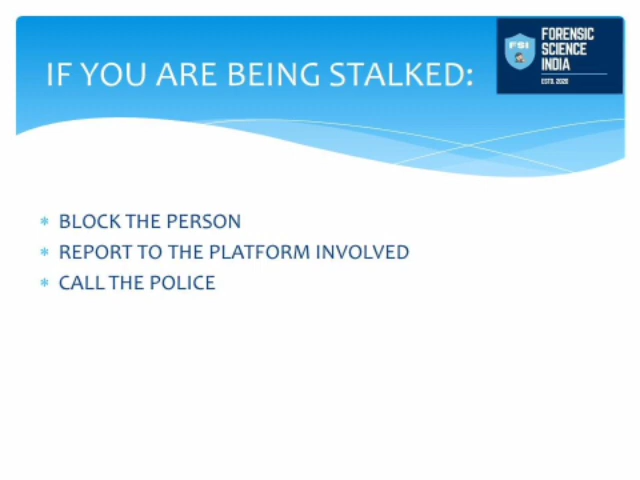 IF YOU ARE BEING STALKED:
FSI
FORENSIC
SCIENCE
INDIA
ESTD. 2020
* BLOCK THE PERSON
* REPORT TO THE PLATFORM INVOLVED
* CALL THE POLICE